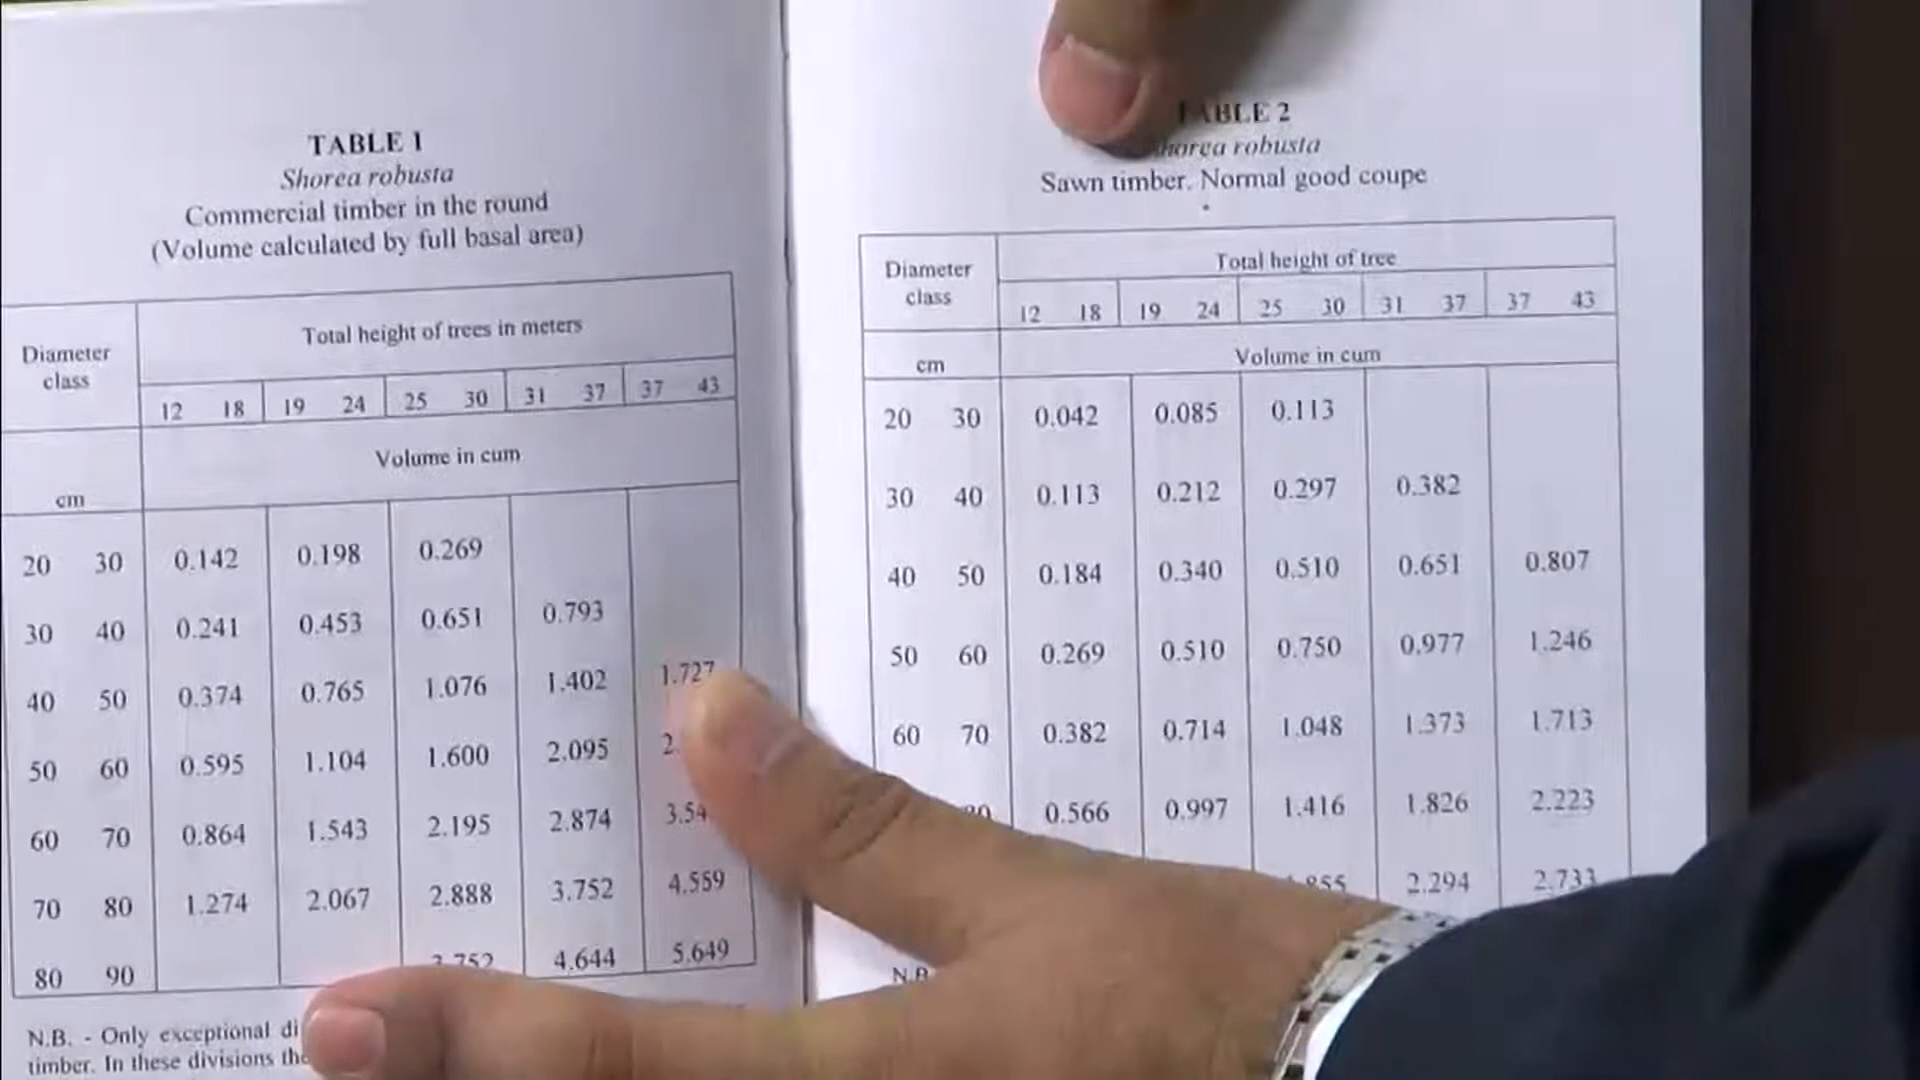 TABLE 1
Shorea robusta
Commercial timber in the round
(Volume calculated by full basal area)
Diameter class
Total height of trees in meters
12 18 19 24 25 30 31 37 37 43
cm
Volume in cum
20 30 0.142 0.198 0.269
30 40 0.241 0.453 0.651 0.793
40 50 0.374 0.765 1.076 1.402 1.727
50 60 0.595 1.104 1.600 2.095
60 70 0.864 1.543 2.195 2.874
70 80 1.274 2.067 2.888 3.752 4.559
80 90 3.752 4.644 5.649
N.B. - Only exceptional
timber. In these divisions
TABLE 2
Shorea robusta
Sawn timber. Normal good coupe
Diameter class
Total height of tree
12 18 19 24 25 30 31 37 37 43
cm
Volume in cum
20 30 0.042 0.085 0.113
30 40 0.113 0.212 0.297 0.382
40 50 0.184 0.340 0.510 0.651 0.807
50 60 0.269 0.510 0.750 0.977 1.246
60 70 0.382 0.714 1.048 1.373 1.713
0.566 0.997 1.416 1.826 2.223
2.294 2.733